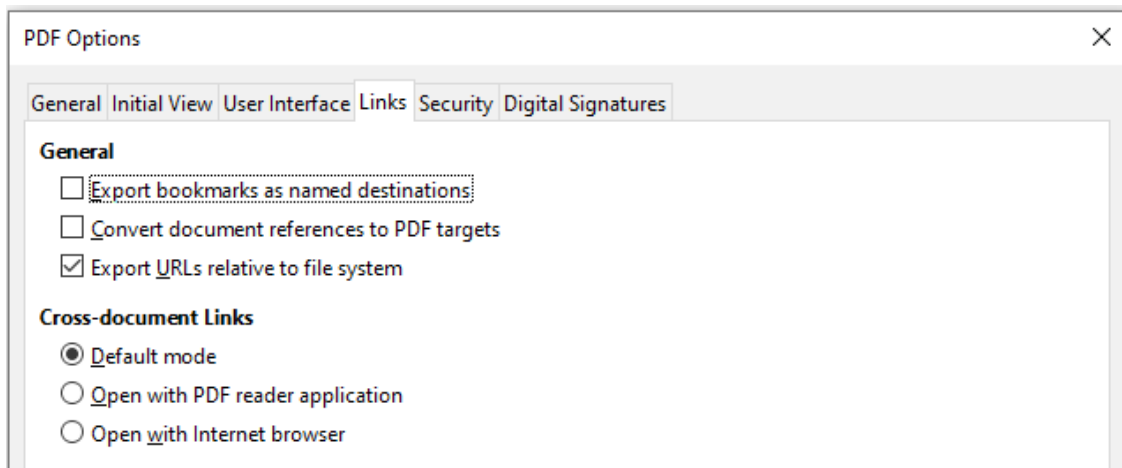 PDF Options
General Initial View User Interface Links Security Digital Signatures
General
Export bookmarks as named destinations
Convert document references to PDF targets
Export URLs relative to file system
Cross-document Links
Default mode
Open with PDF reader application
Open with Internet browser